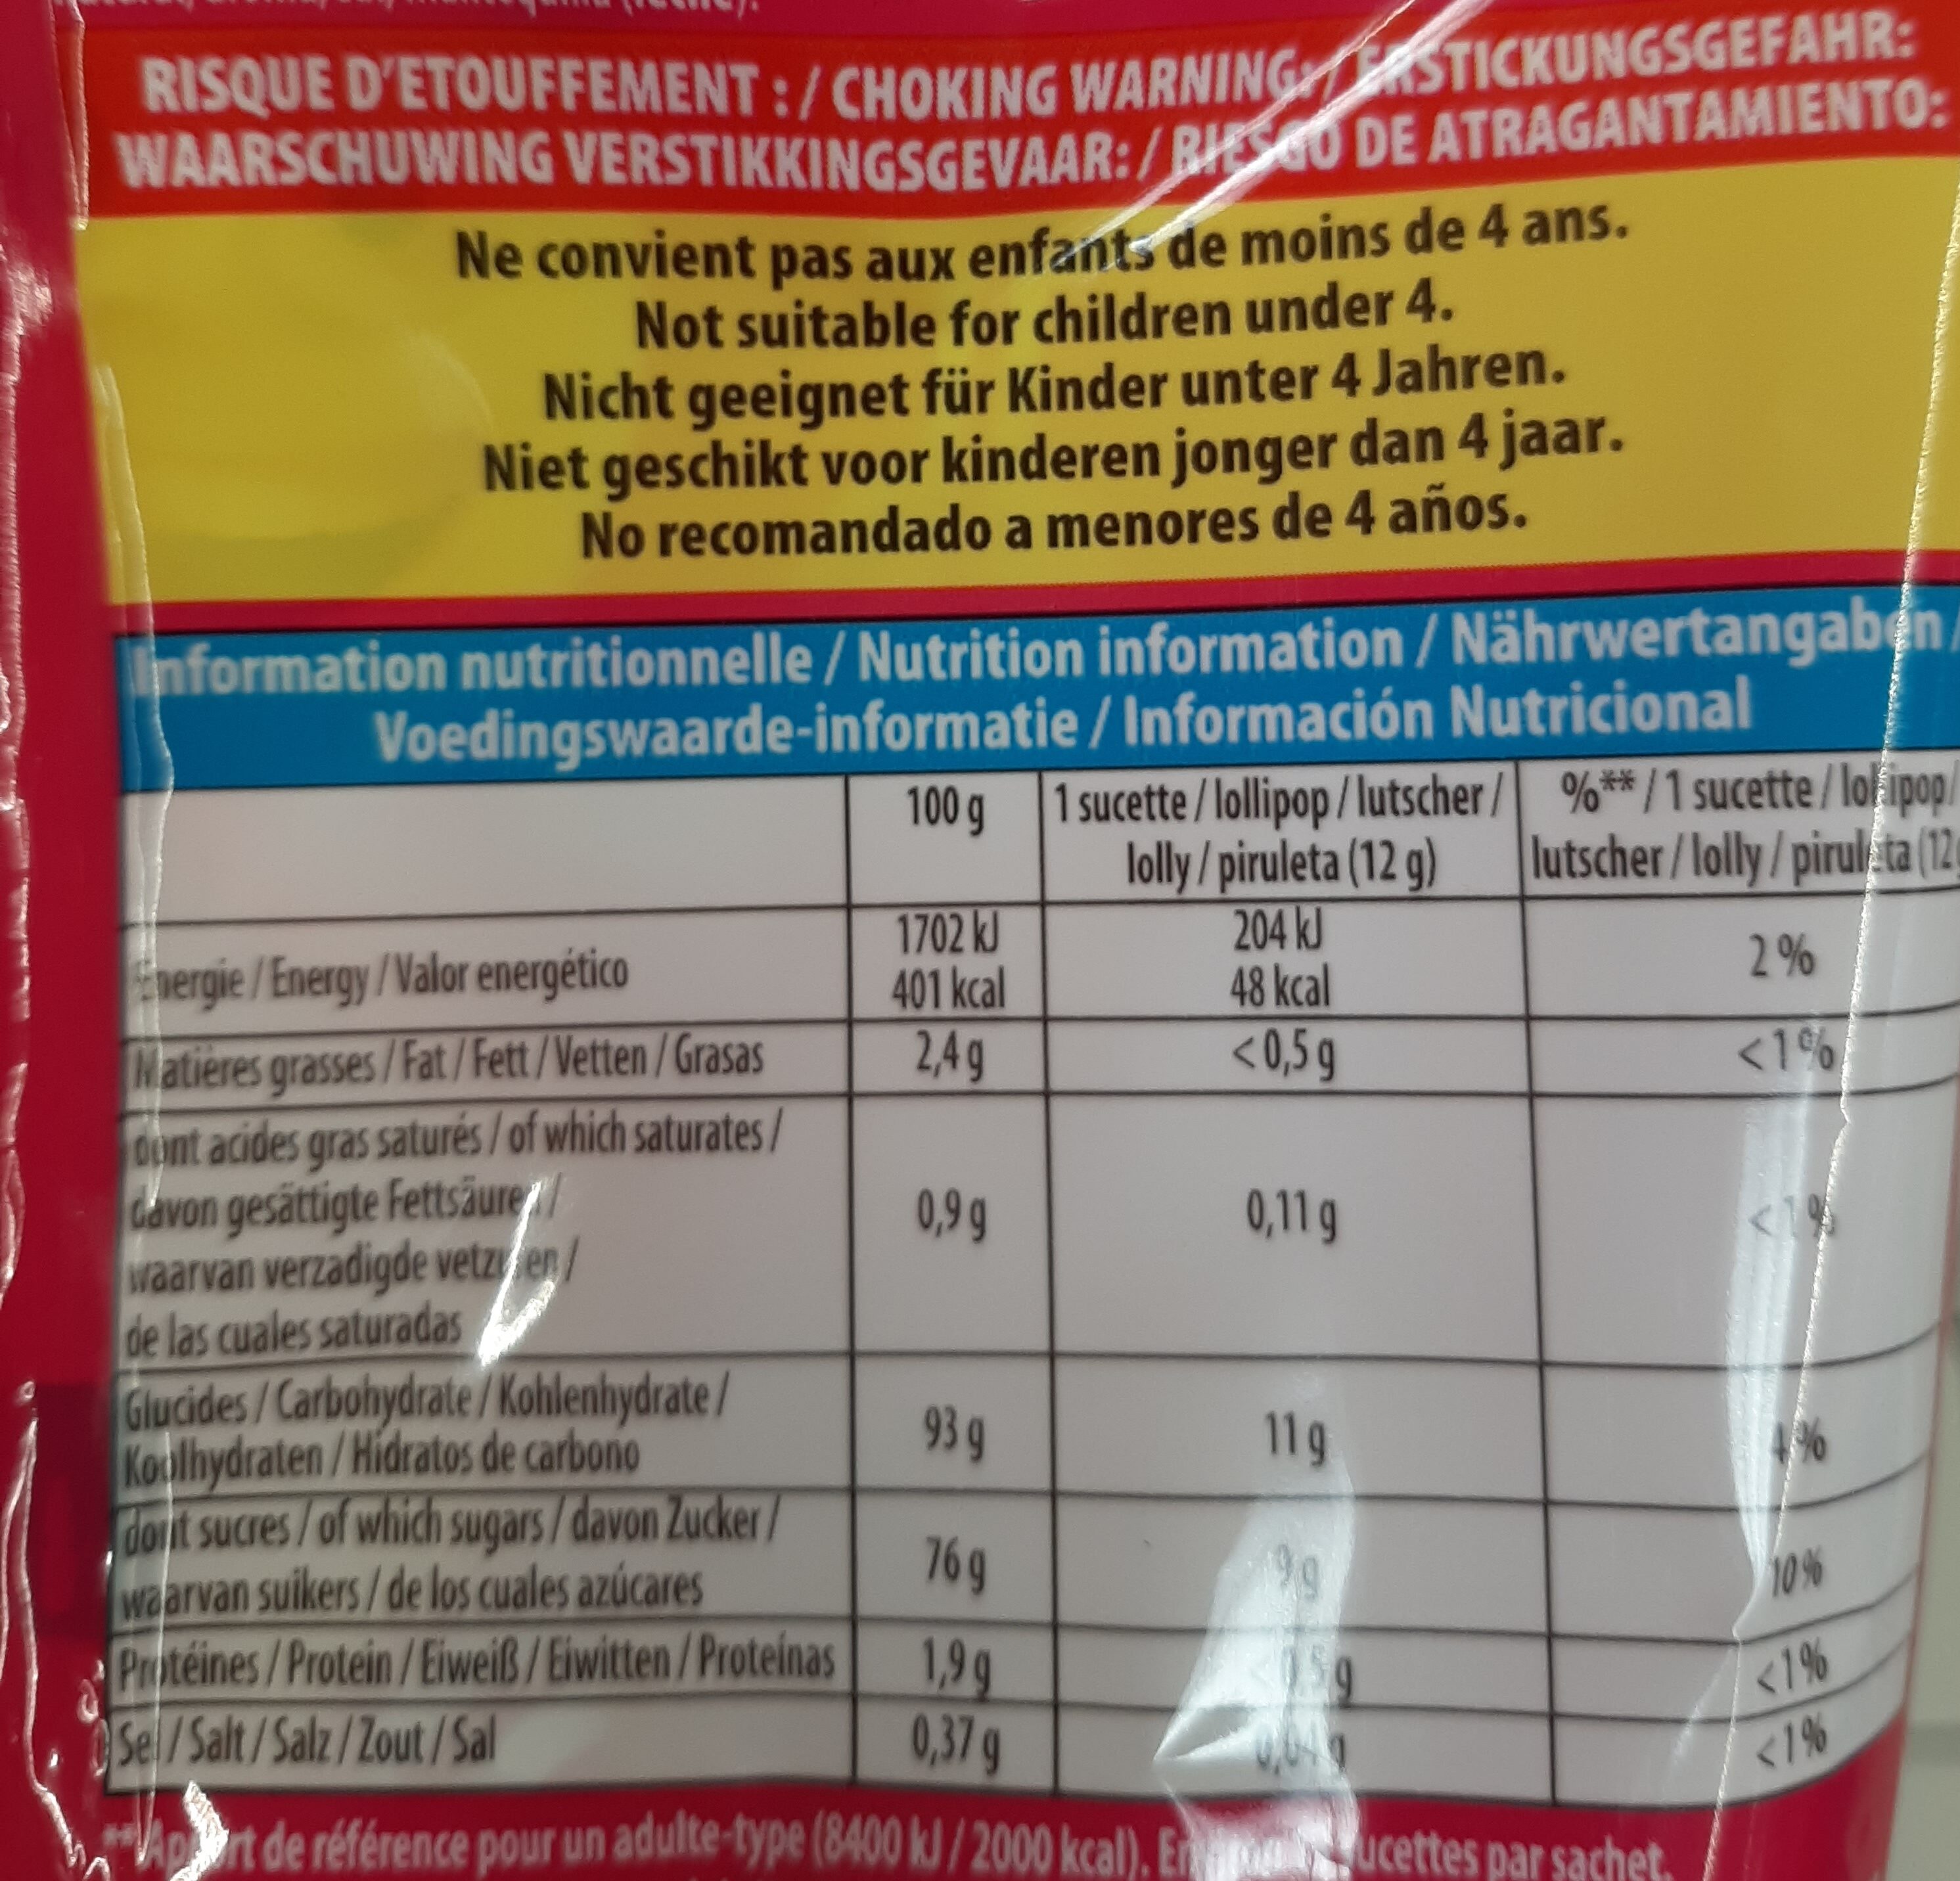 RISQUE D'ETOUFFEMENT : / CHOKING WARNING: / ERSTICKUNGSGEFAHR:
WAARSCHUWING VERSTIKKINGSGEVAAR: / RIESGO DE ATRAGANTAMIENTO:
Ne convient pas aux enfants de moins de 4 ans.
Not suitable for children under 4.
Nicht geeignet für Kinder unter 4 Jahren.
Niet geschikt voor kinderen jonger dan 4 jaar.
No recomandado a menores de 4 años.
Information nutritionnelle / Nutrition information / Nährwertangaben /
Voedingswaarde-informatie / Información Nutricional
100 g 1 sucette / lollipop / lutscher / %** / 1 sucette / lollipop /
lolly / piruleta (12 g) lutscher / lolly / piruleta (12
1702 kJ 204 kJ
Energie / Energy / Valor energético 2 %
401 kcal 48 kcal
Matières grasses / Fat / Fett / Vetten / Grasas 2,4 g <0,5 g <1%
dont acides gras saturés / of which saturates /
davon gesättigte Fettsäuren / 0,9 g 0,11 g <1%
waarvan verzadigde vetzuren /
de las cuales saturadas
Glucides / Carbohydrate / Kohlenhydrate / 93 g 11 g 4%
Koolhydraten / Hidratos de carbono
dont sucres / of which sugars / davon Zucker / 76 g 9 g 10%
waarvan suikers / de los cuales azúcares
Protéines / Protein / Eiweiß / Eiwitten / Proteínas 1,9 g <0,5 g <1%
Sel / Salt / Salz / Zout / Sal 0,37 g 0,04 g <1%
** Apport de référence pour un adulte-type (8400 kJ / 2000 kcal). sucettes par sachet.